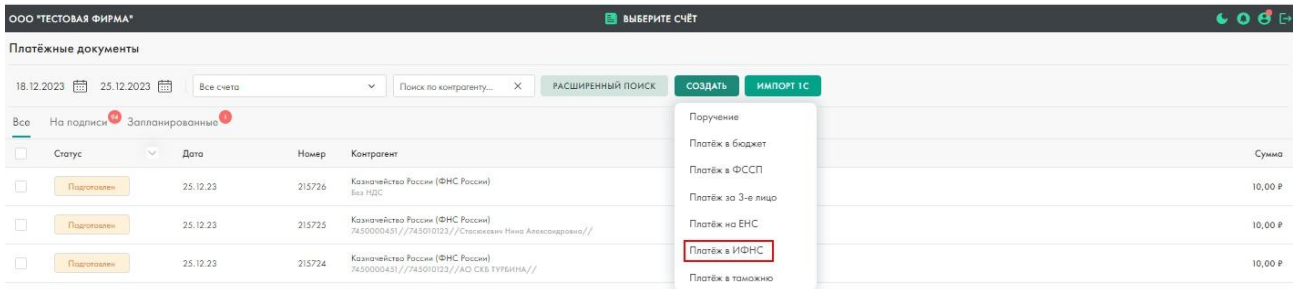 ООО "ТЕСТОВАЯ ФИРМА" ВЫБЕРИТЕ СЧЁТ
Платёжные документы
18.12.2023 25.12.2023 Все счета Поиск по контрагенту... РАСШИРЕННЫЙ ПОИСК СОЗДАТЬ ИМПОРТ 1С
Все На подписи 94 Запланированные 1
Поручение
Платёж в бюджет
Платёж в ФССП
Платёж за 3-е лицо
Платёж на ЕНС
Платёж в ИФНС
Платёж в таможню
Статус Дата Номер Контрагент Сумма
Подготовлен 25.12.23 215726 Казначейство России (ФНС России) 10,00 ₽
Без НДС
Подготовлен 25.12.23 215725 Казначейство России (ФНС России) 10,00 ₽
7450000451//745010122//Стасюкович Нина Александровна//
Подготовлен 25.12.23 215724 Казначейство России (ФНС России) 10,00 ₽
7450000451//745010123//АО СКБ ТУРБИНА//